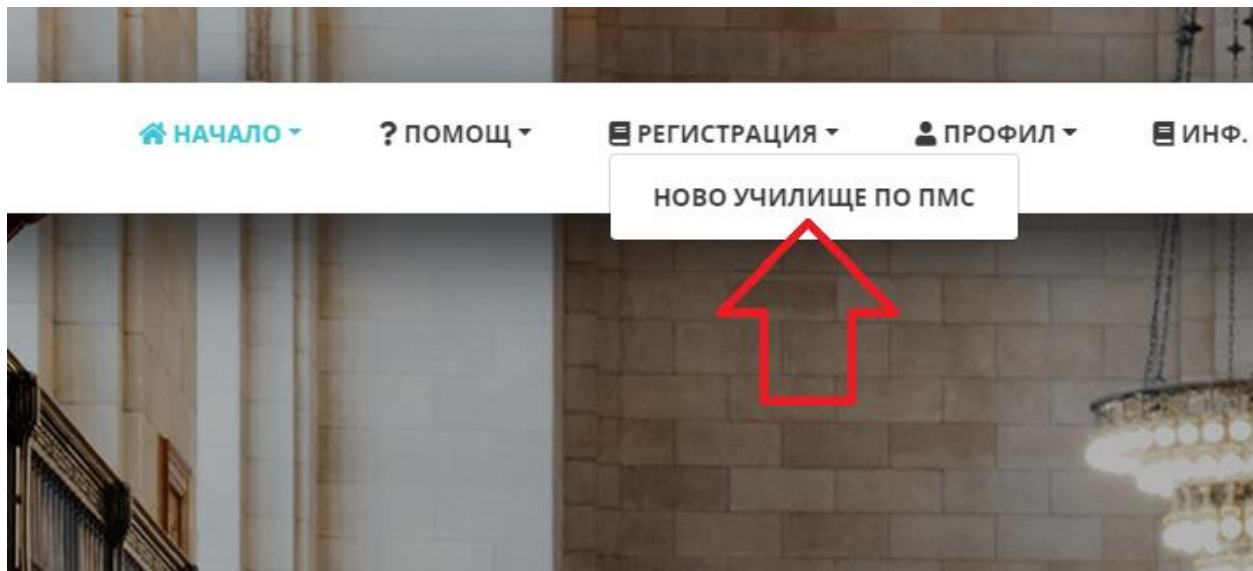 НАЧАЛО
? ПОМОЩ
РЕГИСТРАЦИЯ
ПРОФИЛ
ИНФ.
НОВО УЧИЛИЩЕ ПО ПМС